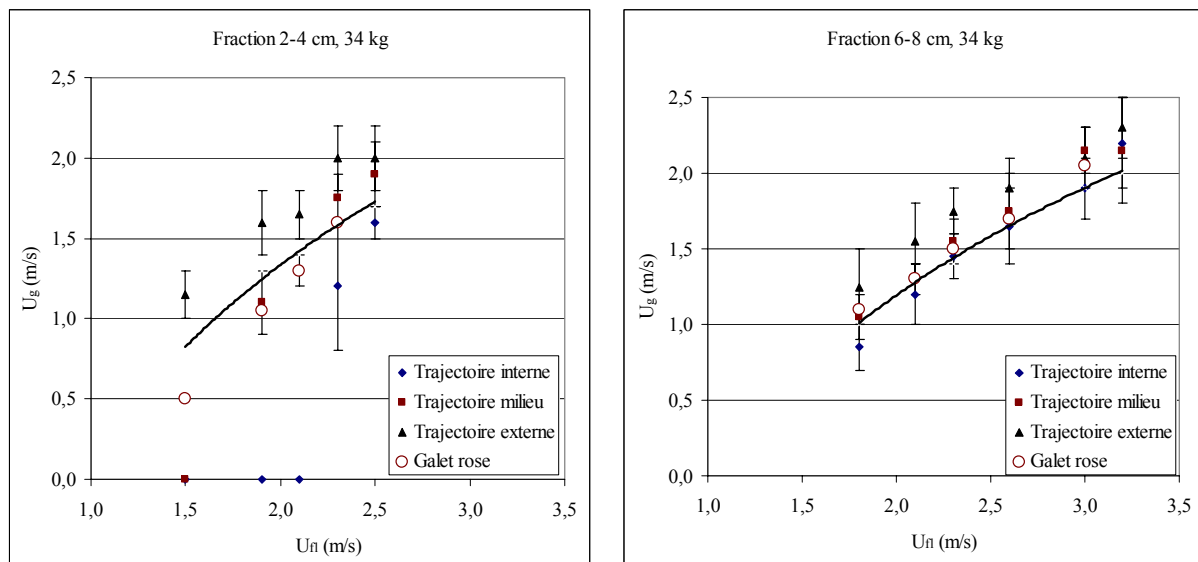 Fraction 2-4 cm, 34 kg
2,5
2,0
1,5
1,0
0,5
0,0
U_g (m/s)
1,0 1,5 2,0 2,5 3,0 3,5
U_fl (m/s)
Trajectoire interne
Trajectoire milieu
Trajectoire externe
Galet rose
Fraction 6-8 cm, 34 kg
2,5
2,0
1,5
1,0
0,5
0,0
U_g (m/s)
1,0 1,5 2,0 2,5 3,0 3,5
U_fl (m/s)
Trajectoire interne
Trajectoire milieu
Trajectoire externe
Galet rose